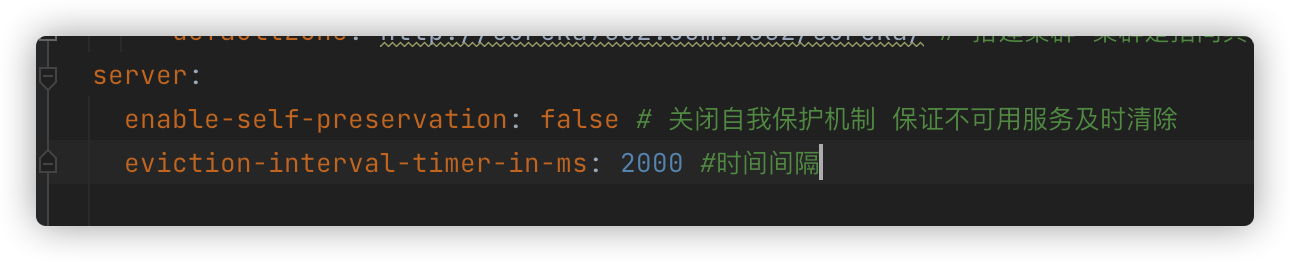 server:
enable-self-preservation: false # 关闭自我保护机制 保证不可用服务及时清除
eviction-interval-timer-in-ms: 2000 #时间间隔